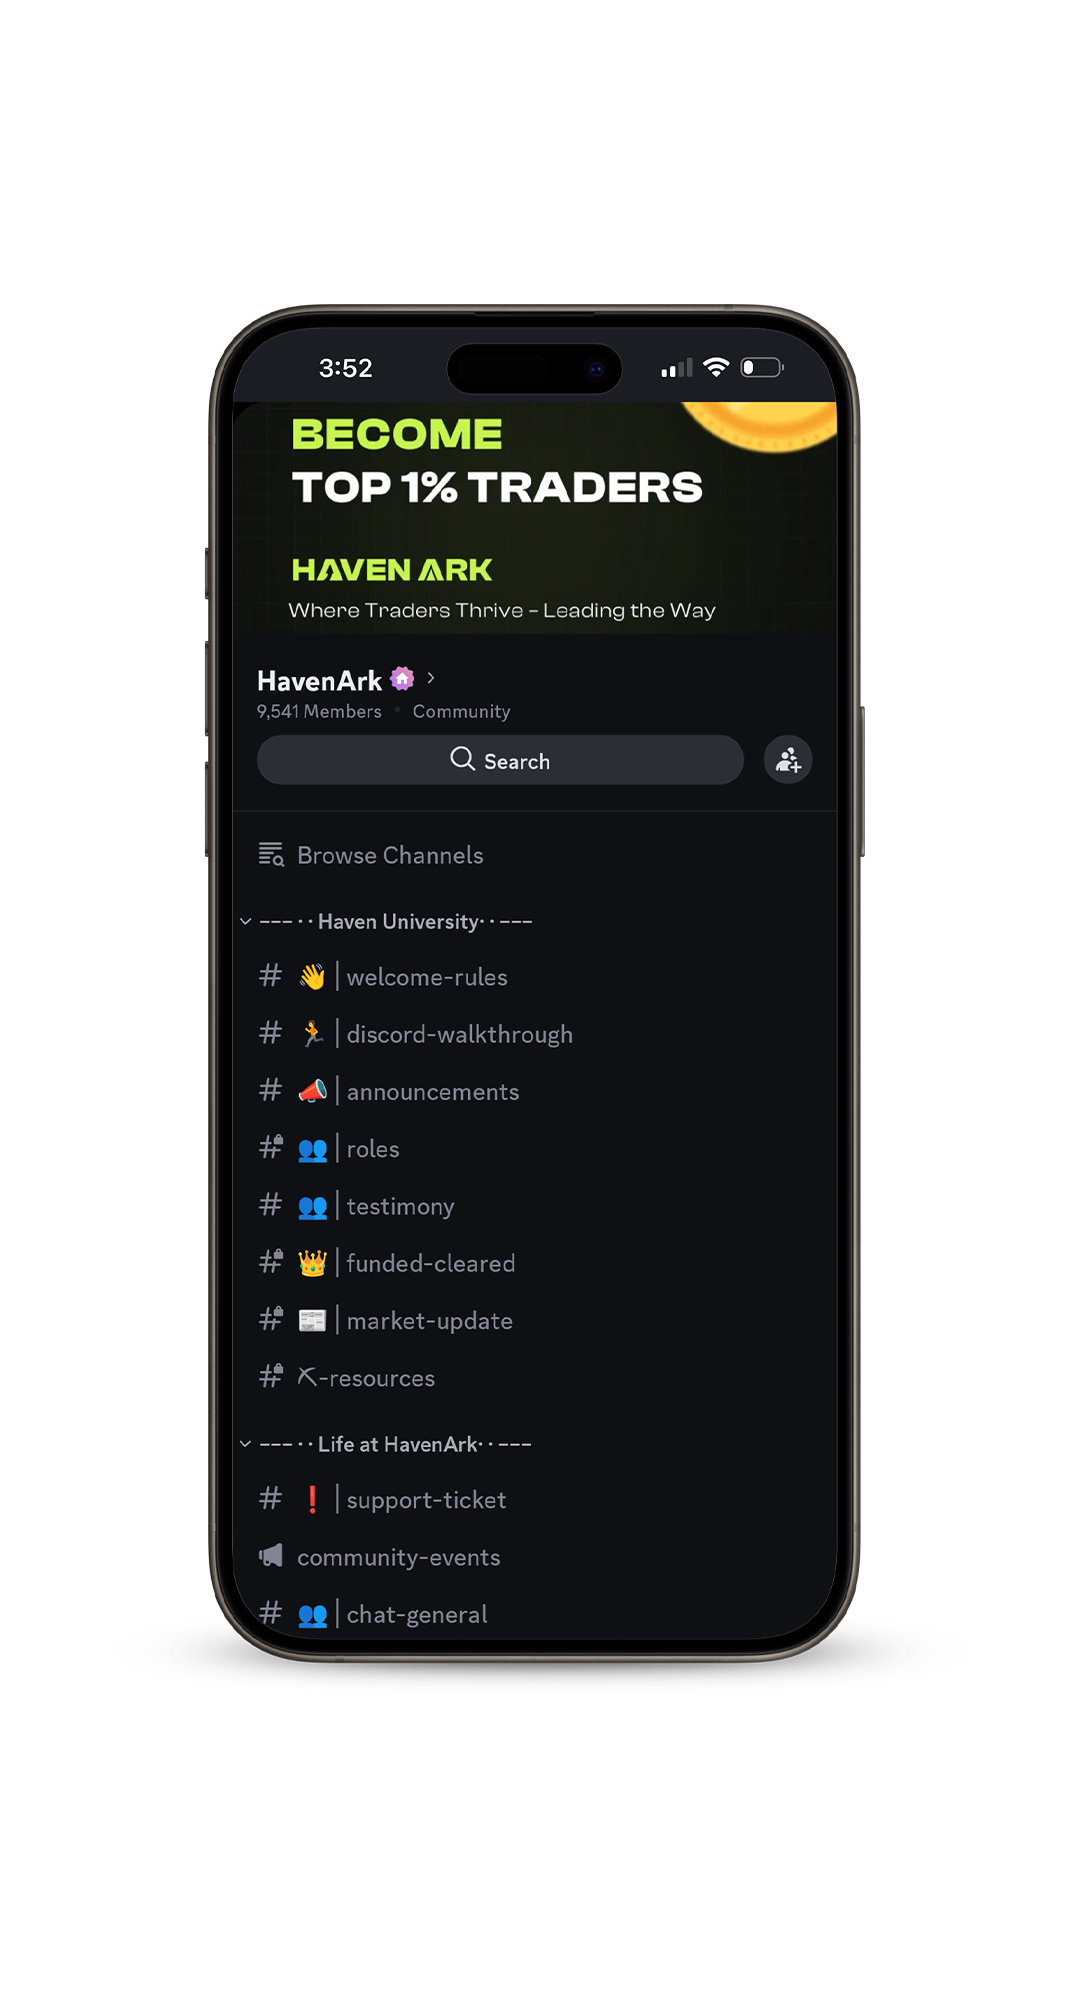 3:52
BECOME
TOP 1% TRADERS
HAVEN ARK
Where Traders Thrive – Leading the Way
HavenArk
9,541 Members • Community
Search
Browse Channels
--- ·· Haven University·· ---
👋 | welcome-rules
🏃 | discord-walkthrough
📣 | announcements
👥 | roles
👥 | testimony
👑 | funded-cleared
📰 | market-update
⛏-resources
--- ·· Life at HavenArk·· ---
❗ | support-ticket
community-events
👥 | chat-general